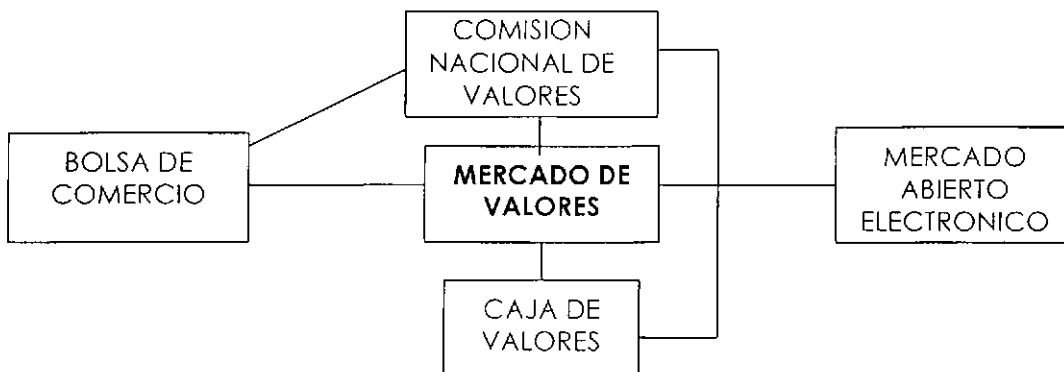 COMISION
NACIONAL DE
VALORES
BOLSA DE
COMERCIO
MERCADO DE
VALORES
MERCADO
ABIERTO
ELECTRONICO
CAJA DE
VALORES